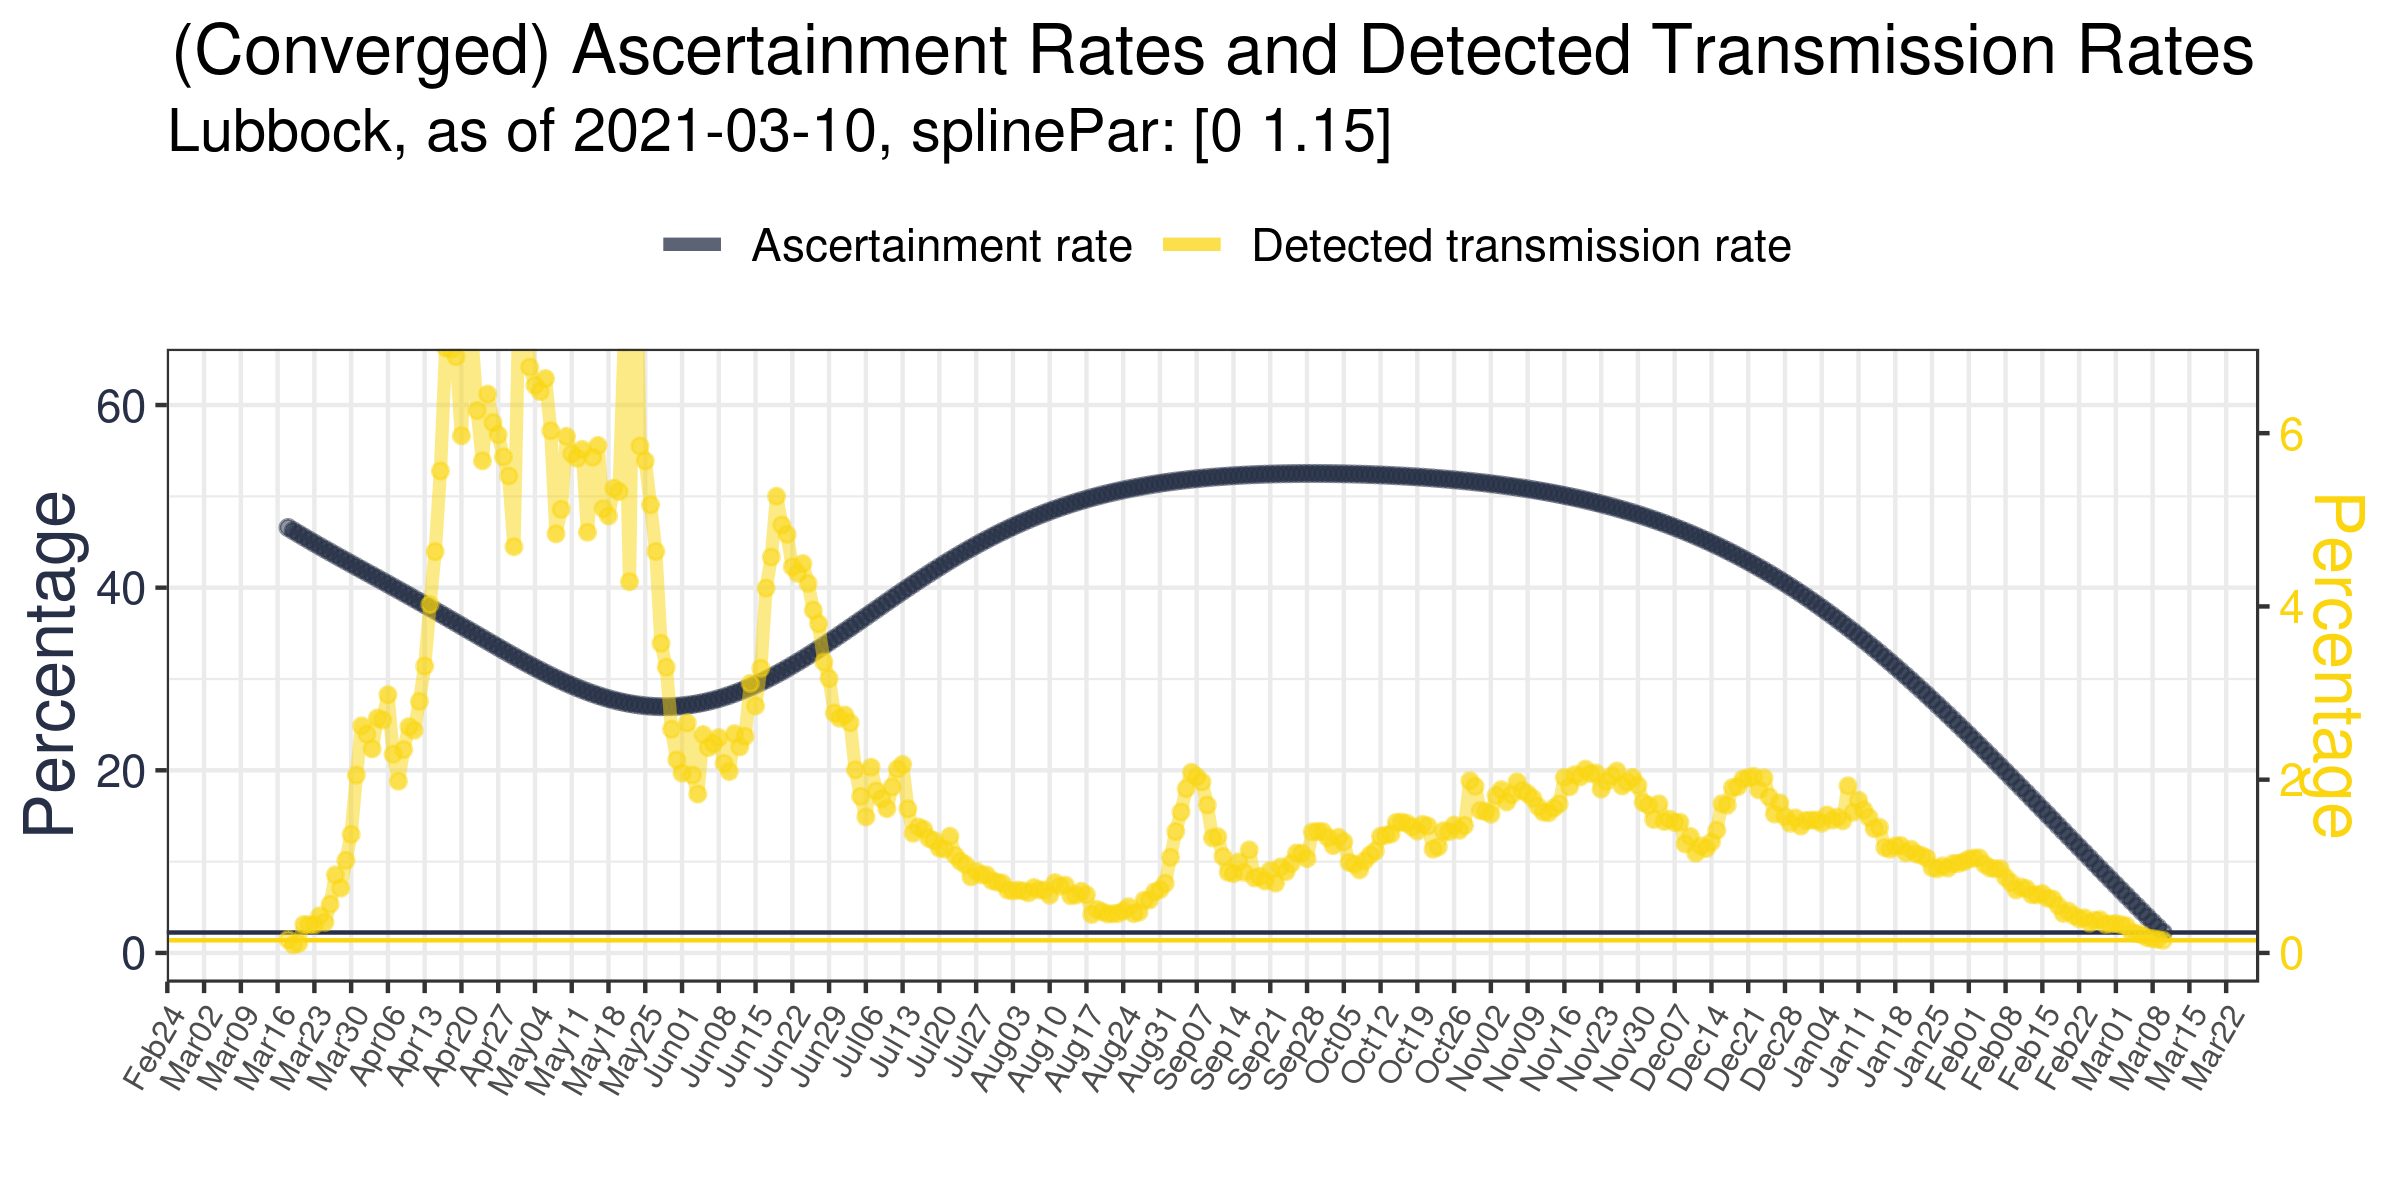 (Converged) Ascertainment Rates and Detected Transmission Rates
Lubbock, as of 2021-03-10, splinePar: [0 1.15]
Ascertainment rate
Detected transmission rate
Percentage
60
40
20
0
6
4
2
0
Percentage
Feb24
Mar02
Mar09
Mar16
Mar23
Mar30
Apr06
Apr13
Apr20
Apr27
May04
May11
May18
May25
Jun01
Jun08
Jun15
Jun22
Jun29
Jul06
Jul13
Jul20
Jul27
Aug03
Aug10
Aug17
Aug24
Aug31
Sep07
Sep14
Sep21
Sep28
Oct05
Oct12
Oct19
Oct26
Nov02
Nov09
Nov16
Nov23
Nov30
Dec07
Dec14
Dec21
Dec28
Jan04
Jan11
Jan18
Jan25
Feb01
Feb08
Feb15
Feb22
Mar01
Mar08
Mar15
Mar22